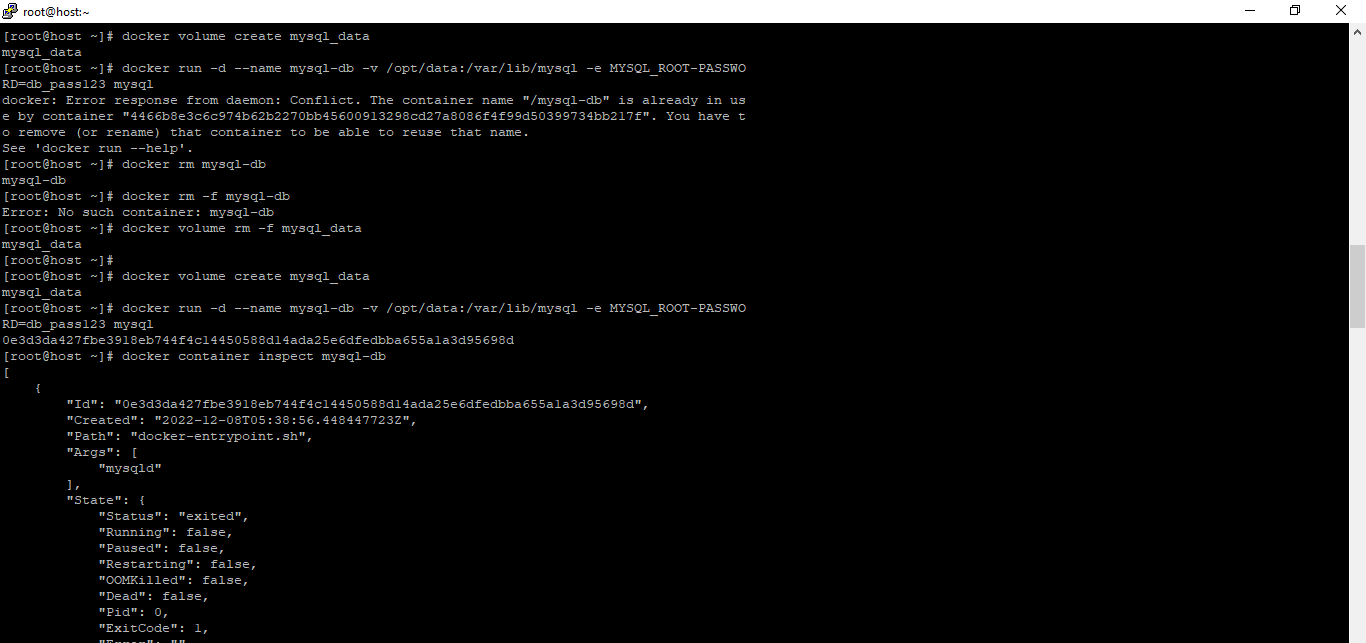 root@host:~
[root@host ~]# docker volume create mysql_data
mysql_data
[root@host ~]# docker run -d --name mysql-db -v /opt/data:/var/lib/mysql -e MYSQL_ROOT-PASSWO
RD=db_pass123 mysql
docker: Error response from daemon: Conflict. The container name "/mysql-db" is already in us
e by container "4466b8e3c6c974b62b2270bb45600913298cd27a8086f4f99d50399734bb217f". You have t
o remove (or rename) that container to be able to reuse that name.
See 'docker run --help'.
[root@host ~]# docker rm mysql-db
mysql-db
[root@host ~]# docker rm -f mysql-db
Error: No such container: mysql-db
[root@host ~]# docker volume rm -f mysql_data
mysql_data
[root@host ~]#
[root@host ~]# docker volume create mysql_data
mysql_data
[root@host ~]# docker run -d --name mysql-db -v /opt/data:/var/lib/mysql -e MYSQL_ROOT-PASSWO
RD=db_pass123 mysql
0e3d3da427fbe3918eb744f4c14450588d14ada25e6dfedbba655a1a3d95698d
[root@host ~]# docker container inspect mysql-db
[
    {
        "Id": "0e3d3da427fbe3918eb744f4c14450588d14ada25e6dfedbba655a1a3d95698d",
        "Created": "2022-12-08T05:38:56.448447723Z",
        "Path": "docker-entrypoint.sh",
        "Args": [
            "mysqld"
        ],
        "State": {
            "Status": "exited",
            "Running": false,
            "Paused": false,
            "Restarting": false,
            "OOMKilled": false,
            "Dead": false,
            "Pid": 0,
            "ExitCode": 1,
            "Error": ""